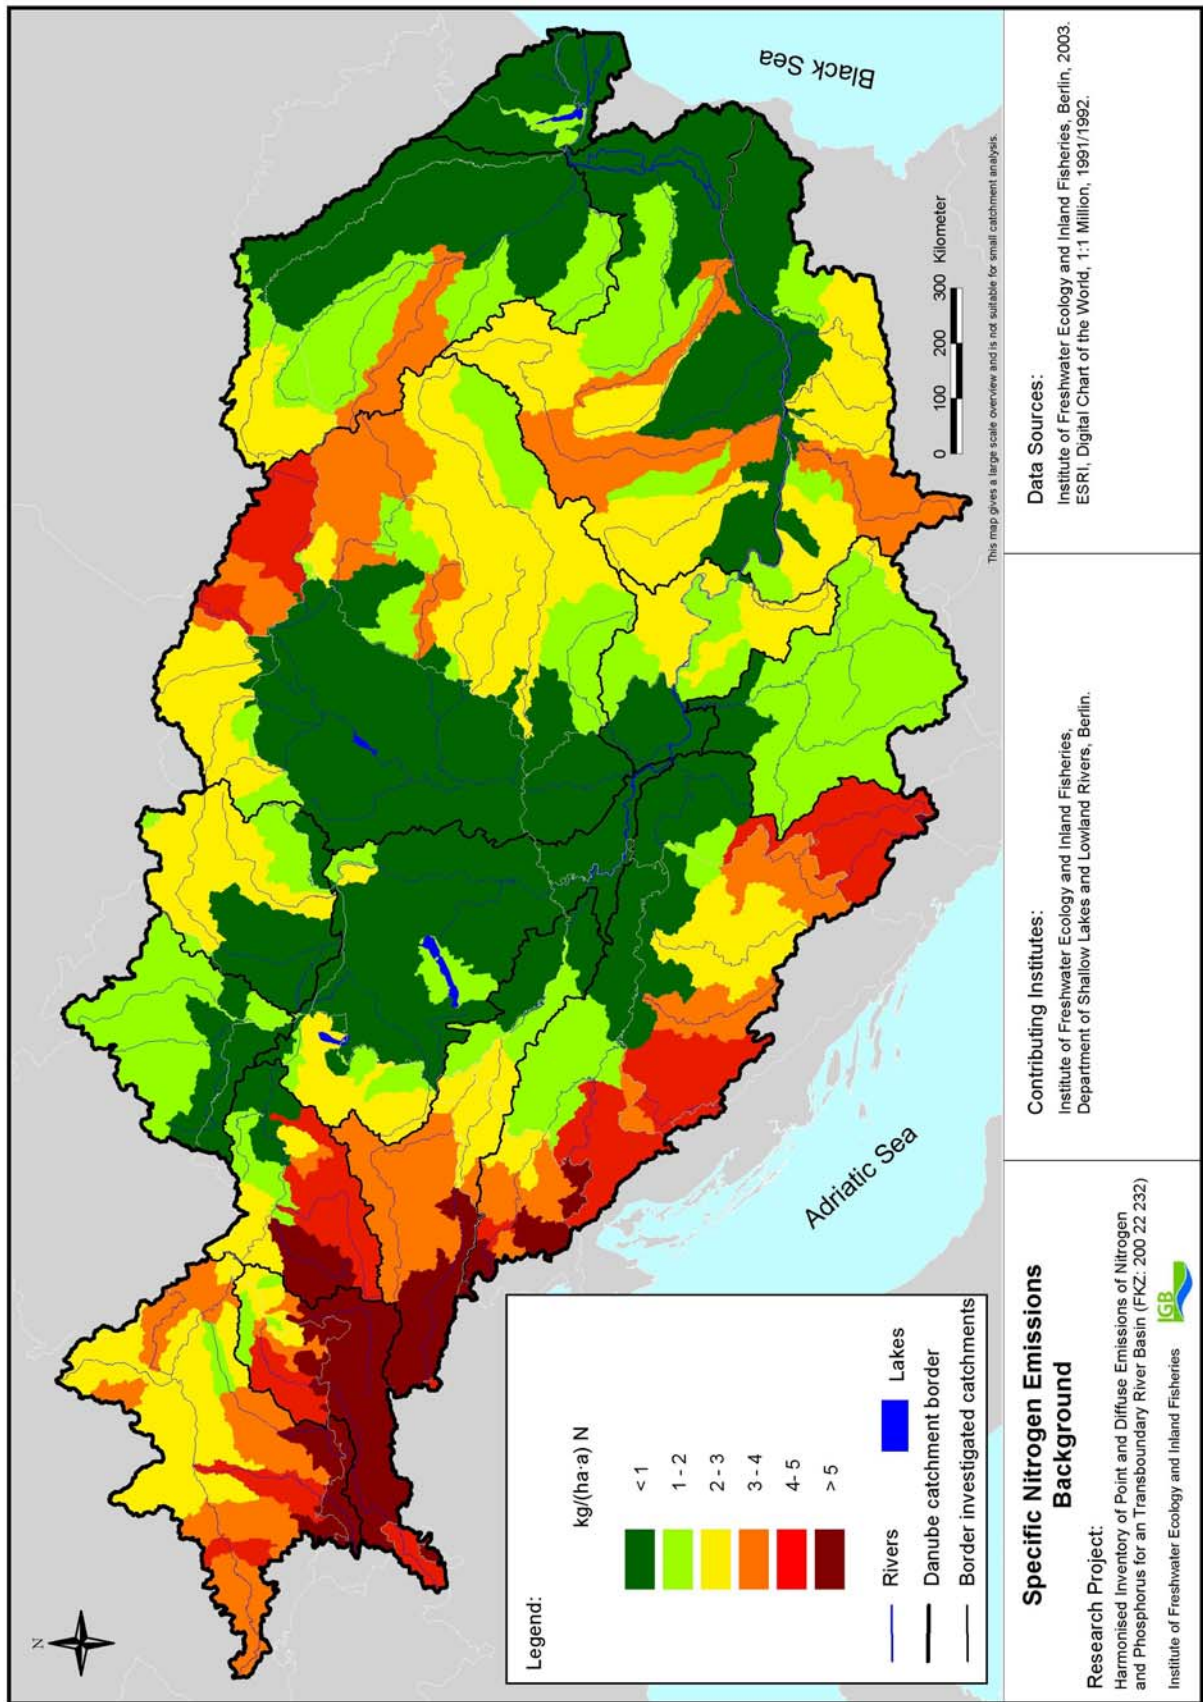 N
Black Sea
Adriatic Sea
0 100 200 300 Kilometer
This map gives a large scale overview and is not suitable for small catchment analysis.
Legend:
kg/(ha·a) N
< 1
1 - 2
2 - 3
3 - 4
4- 5
> 5
Rivers
Lakes
Danube catchment border
Border investigated catchments
Specific Nitrogen Emissions
Background
Research Project:
Harmonised Inventory of Point and Diffuse Emissions of Nitrogen
and Phosphorus for an Transboundary River Basin (FKZ: 200 22 232)
Institute of Freshwater Ecology and Inland Fisheries
IGB
Contributing Institutes:
Institute of Freshwater Ecology and Inland Fisheries,
Department of Shallow Lakes and Lowland Rivers, Berlin.
Data Sources:
Institute of Freshwater Ecology and Inland Fisheries, Berlin, 2003.
ESRI, Digital Chart of the World, 1:1 Million, 1991/1992.